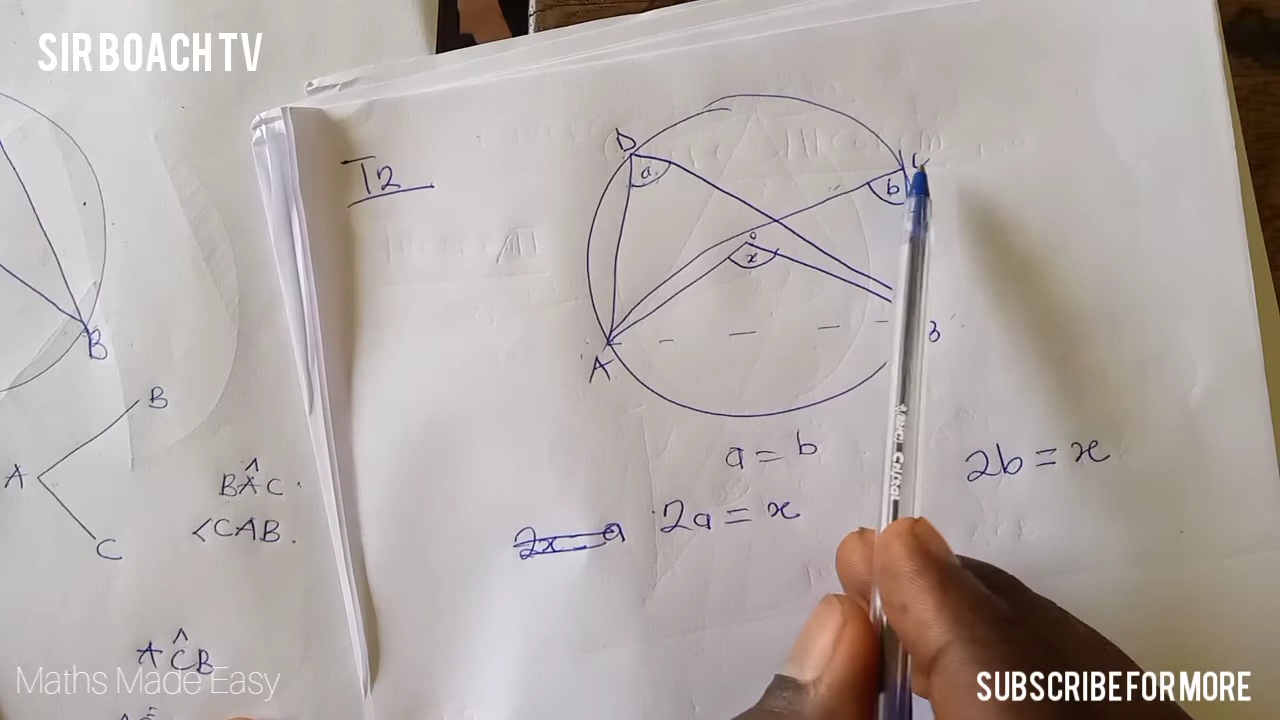 SIR BOACH TV
T2
D
C
a
b
o
x
A
B
B
B
A
C
BÂC.
<CAB.
a = b
2b = x
2x a
2a = x
AĈB
Maths Made Easy
SUBSCRIBE FOR MORE